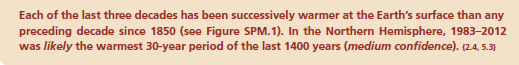 Each of the last three decades has been successively warmer at the Earth's surface than any
preceding decade since 1850 (see Figure SPM.1). In the Northern Hemisphere, 1983–2012
was likely the warmest 30-year period of the last 1400 years (medium confidence). {2.4, 5.3}